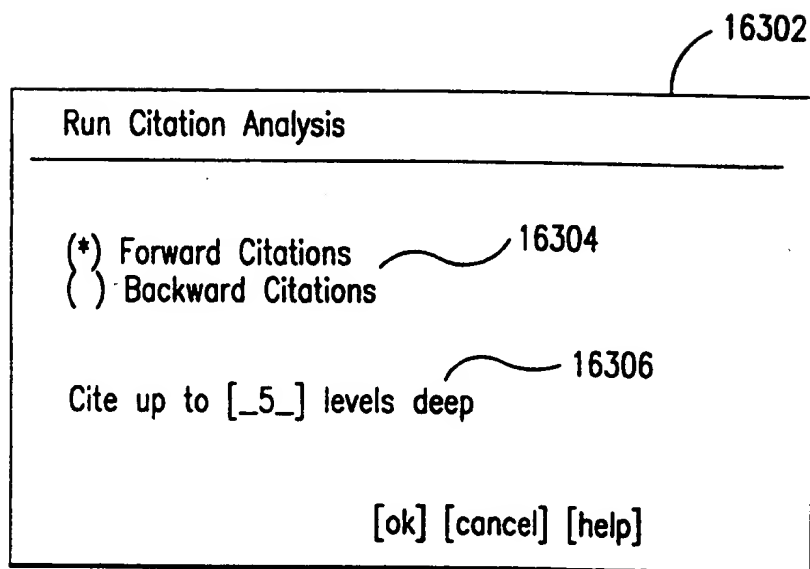 16302
Run Citation Analysis
(*) Forward Citations
16304
( ) Backward Citations
16306
Cite up to [_5_] levels deep
[ok] [cancel] [help]